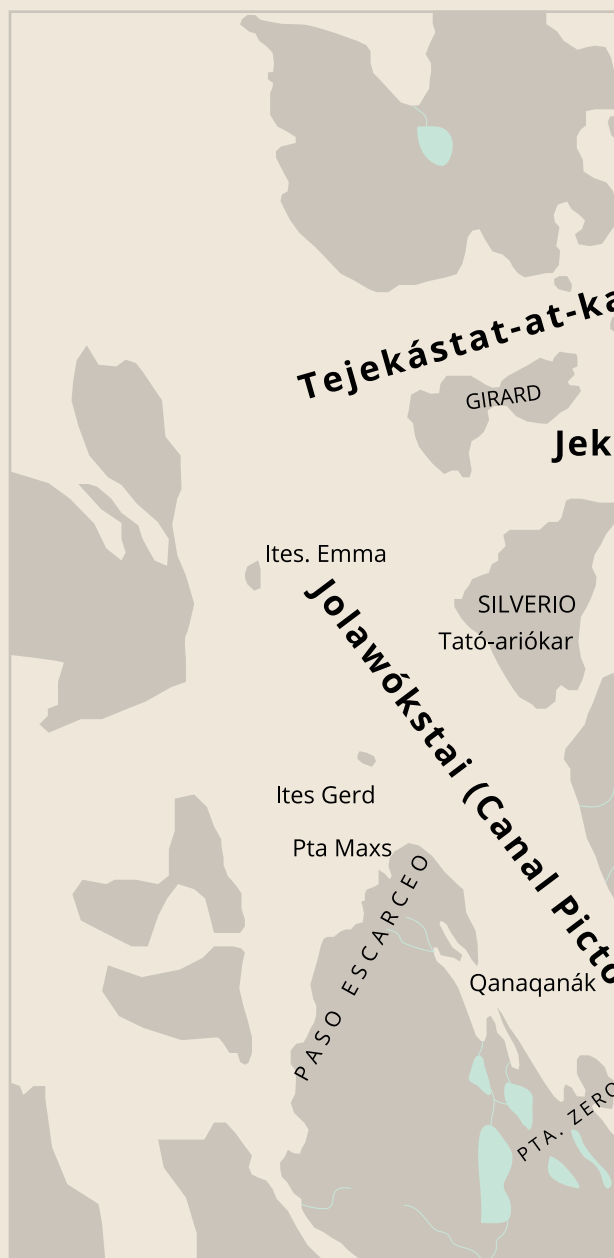 Tejekástat-at-ka
GIRARD
Jek
Ites. Emma
SILVERIO
Tató-ariókar
Jolawókstai (Canal Picto
Ites Gerd
Pta Maxs
PASO ESCARCEO
Qanaqanák
PTA. ZERO